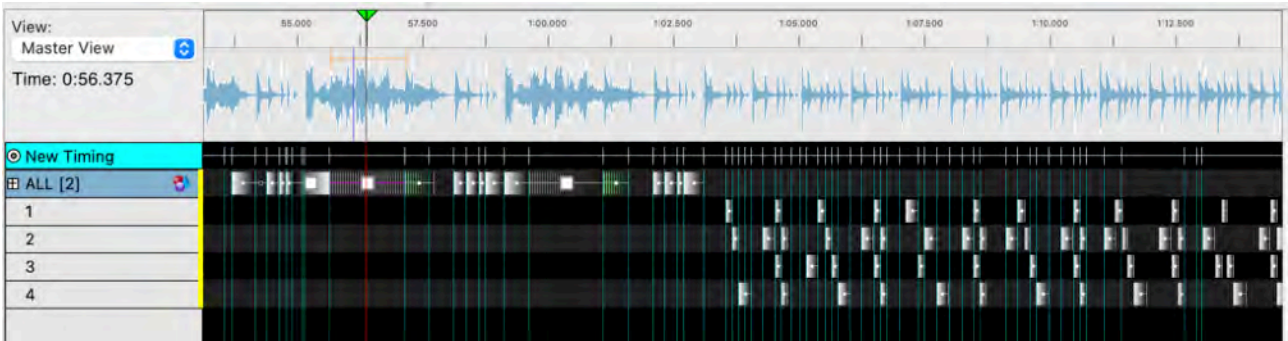 View:
Master View
Time: 0:56.375
55.000 57.500 1:00.000 1:02.500 1:05.000 1:07.500 1:10.000 1:12.500
New Timing
ALL [2]
1
2
3
4